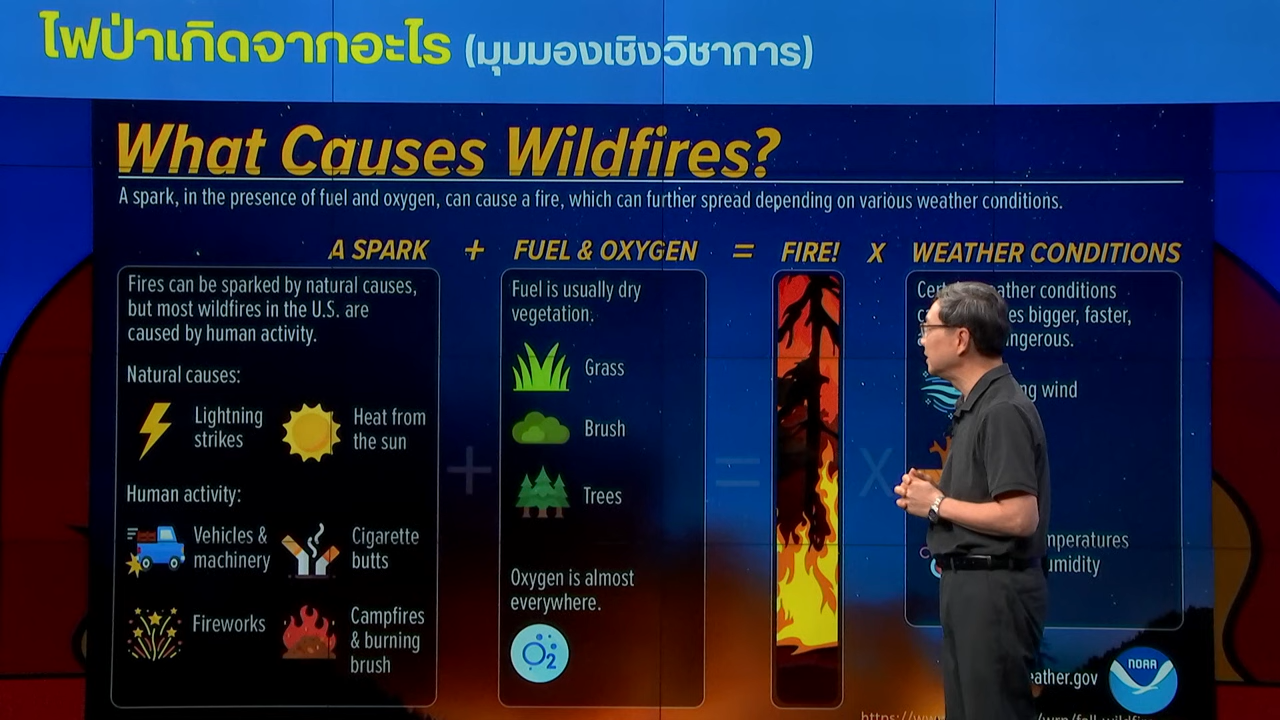 ไฟป่าเกิดจากอะไร (มุมมองเชิงวิชาการ)
What Causes Wildfires?
A spark, in the presence of fuel and oxygen, can cause a fire, which can further spread depending on various weather conditions.
A SPARK + FUEL & OXYGEN = FIRE! X WEATHER CONDITIONS
Fires can be sparked by natural causes,
but most wildfires in the U.S. are
caused by human activity.
Natural causes:
Lightning
strikes
Heat from
the sun
Human activity:
Vehicles &
machinery
Cigarette
butts
Fireworks
Campfires
& burning
brush
+
Fuel is usually dry
vegetation.
Grass
Brush
Trees
Oxygen is almost
everywhere.
O2
=
X
conditions
bigger, faster,
wind
weather.gov
NOAA